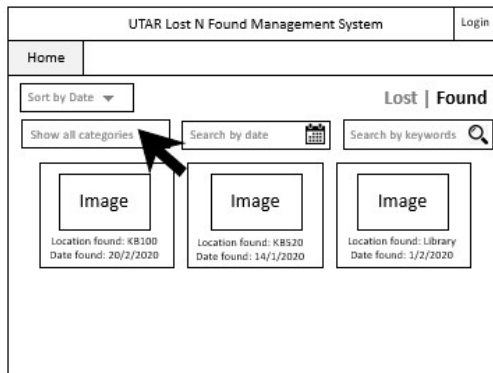 UTAR Lost N Found Management System
Login
Home
Sort by Date
Lost | Found
Show all categories
Search by date
Search by keywords
Image
Location found: KB100
Date found: 20/2/2020
Image
Location found: KB520
Date found: 14/1/2020
Image
Location found: Library
Date found: 1/2/2020